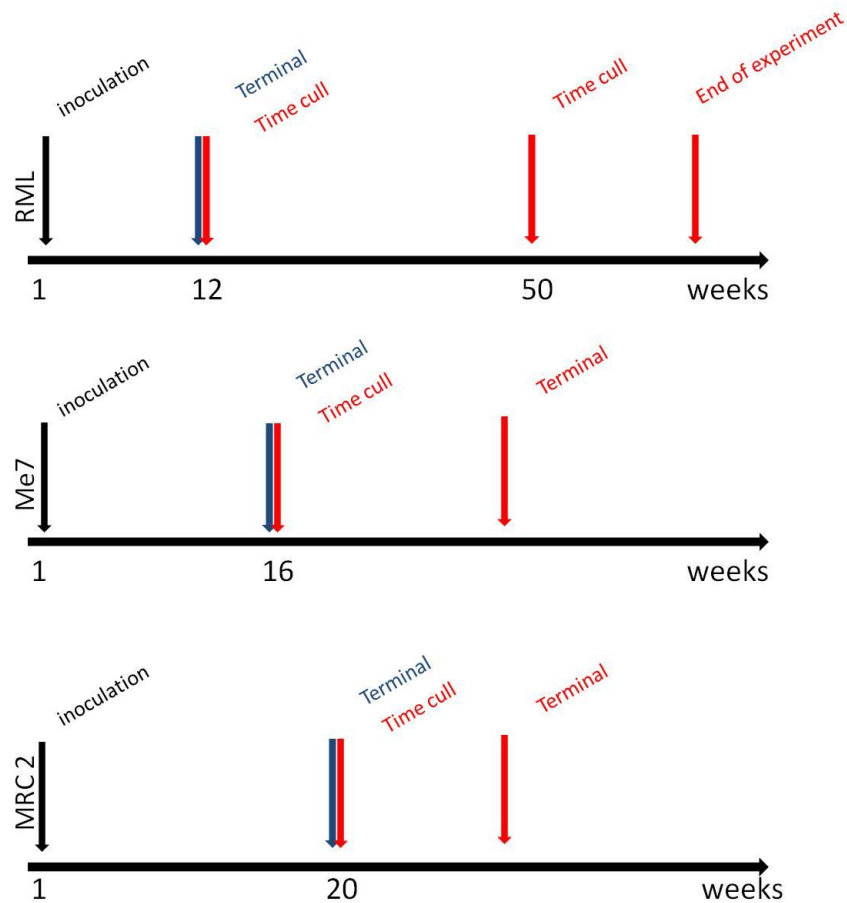 inoculation
Terminal
Time cull
Time cull
End of experiment
RML
1
12
50
weeks
inoculation
Terminal
Time cull
Terminal
Me7
1
16
weeks
inoculation
Terminal
Time cull
Terminal
MRC 2
1
20
weeks